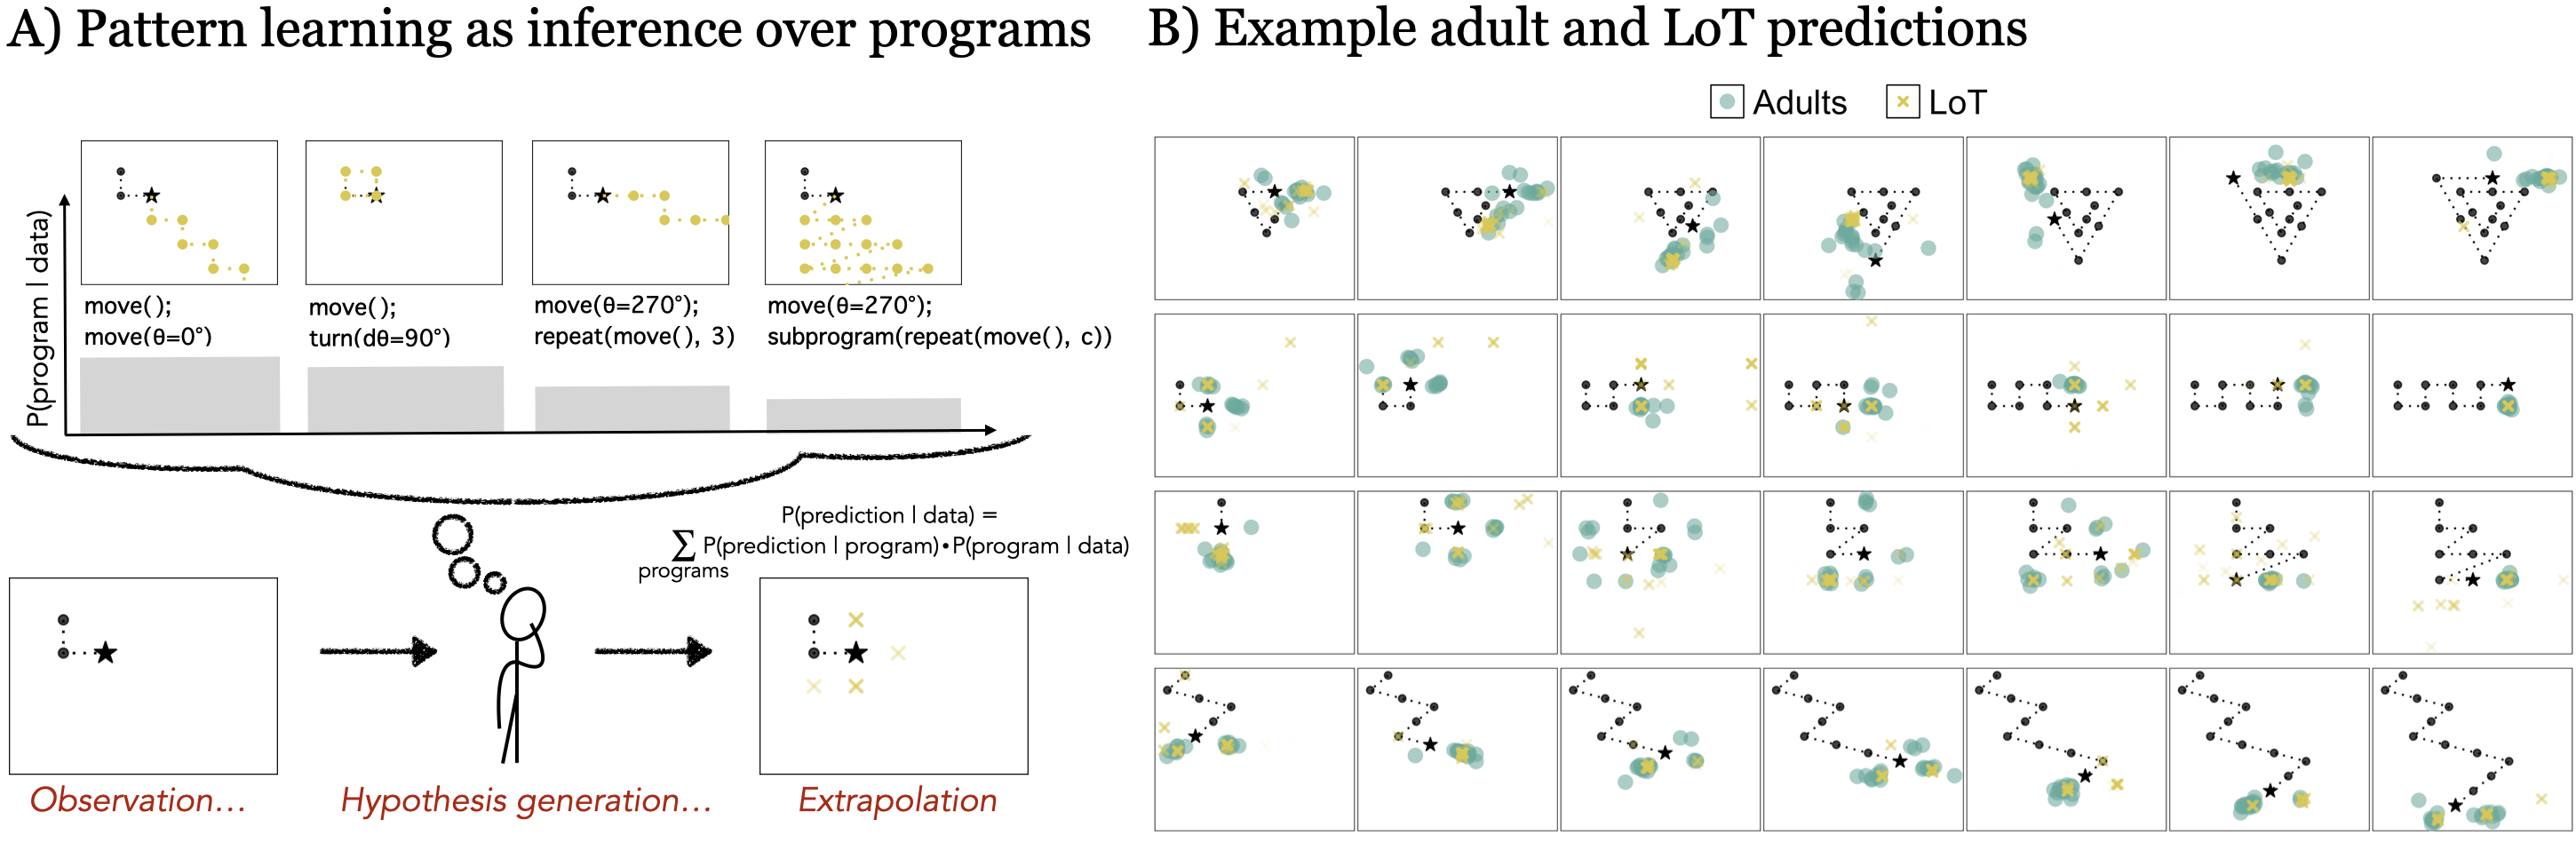 A) Pattern learning as inference over programs
P(program | data)
move();
move(θ=0°)
move();
turn(dθ=90°)
move(θ=270°);
repeat(move(), 3)
move(θ=270°);
subprogram(repeat(move(), c))
P(prediction | data) =
∑ P(prediction | program)•P(program | data)
programs
Observation...
Hypothesis generation...
Extrapolation
B) Example adult and LoT predictions
Adults
LoT